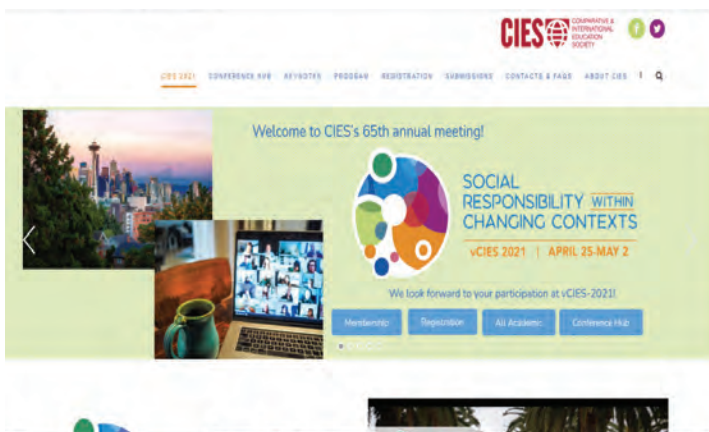 CIES
COMPARATIVE &
INTERNATIONAL
EDUCATION
SOCIETY
CIES 2021 CONFERENCE HUB KEYNOTES PROGRAM REGISTRATION SUBMISSIONS CONTACTS & FAQS ABOUT CIES
Welcome to CIES's 65th annual meeting!
SOCIAL
RESPONSIBILITY WITHIN
CHANGING CONTEXTS
vCIES 2021 | APRIL 25-MAY 2
We look forward to your participation at vCIES-2021!
Membership Registration All Academic Conference Hub